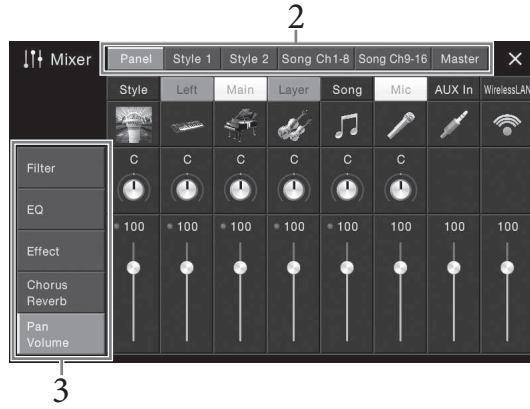 2
Mixer Panel Style 1 Style 2 Song Ch1-8 Song Ch9-16 Master
Style Left Main Layer Song Mic AUX In WirelessLAN
C C C C C C
Filter
EQ
100 100 100 100 100 100 100 100
Effect
Chorus
Reverb
Pan
Volume
3